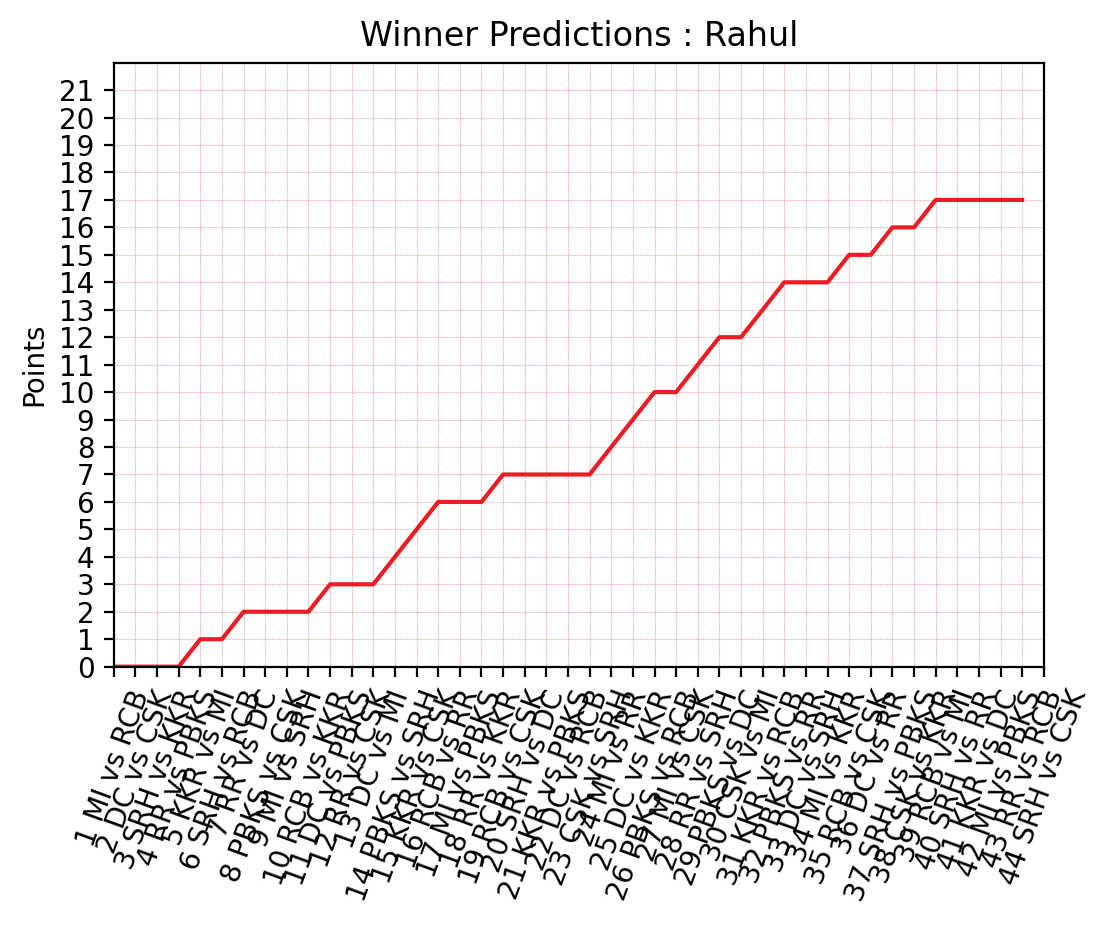 Winner Predictions : Rahul
Points
21
20
19
18
17
16
15
14
13
12
11
10
9
8
7
6
5
4
3
2
1
0
1 MI vs RCB
2 DC vs CSK
3 SRH vs KKR
4 RR vs PBKS
5 KKR vs MI
6 SRH vs RCB
7 RR vs DC
8 PBKS vs CSK
9 MI vs SRH
10 RCB vs KKR
11 DC vs PBKS
12 RR vs CSK
13 DC vs MI
14 PBKS vs SRH
15 KKR vs CSK
16 RCB vs RR
17 MI vs PBKS
18 RR vs KKR
19 RCB vs CSK
20 SRH vs DC
21 KKR vs PBKS
22 DC vs RCB
23 CSK vs SRH
24 MI vs RR
25 DC vs KKR
26 PBKS vs RCB
27 MI vs CSK
28 RR vs SRH
29 PBKS vs DC
30 CSK vs MI
31 KKR vs RCB
32 PBKS vs RR
33 DC vs SRH
34 MI vs KKR
35 RCB vs CSK
36 DC vs RR
37 SRH vs PBKS
38 CSK vs KKR
39 RCB vs MI
40 SRH vs RR
41 KKR vs DC
42 MI vs PBKS
43 RR vs RCB
44 SRH vs CSK